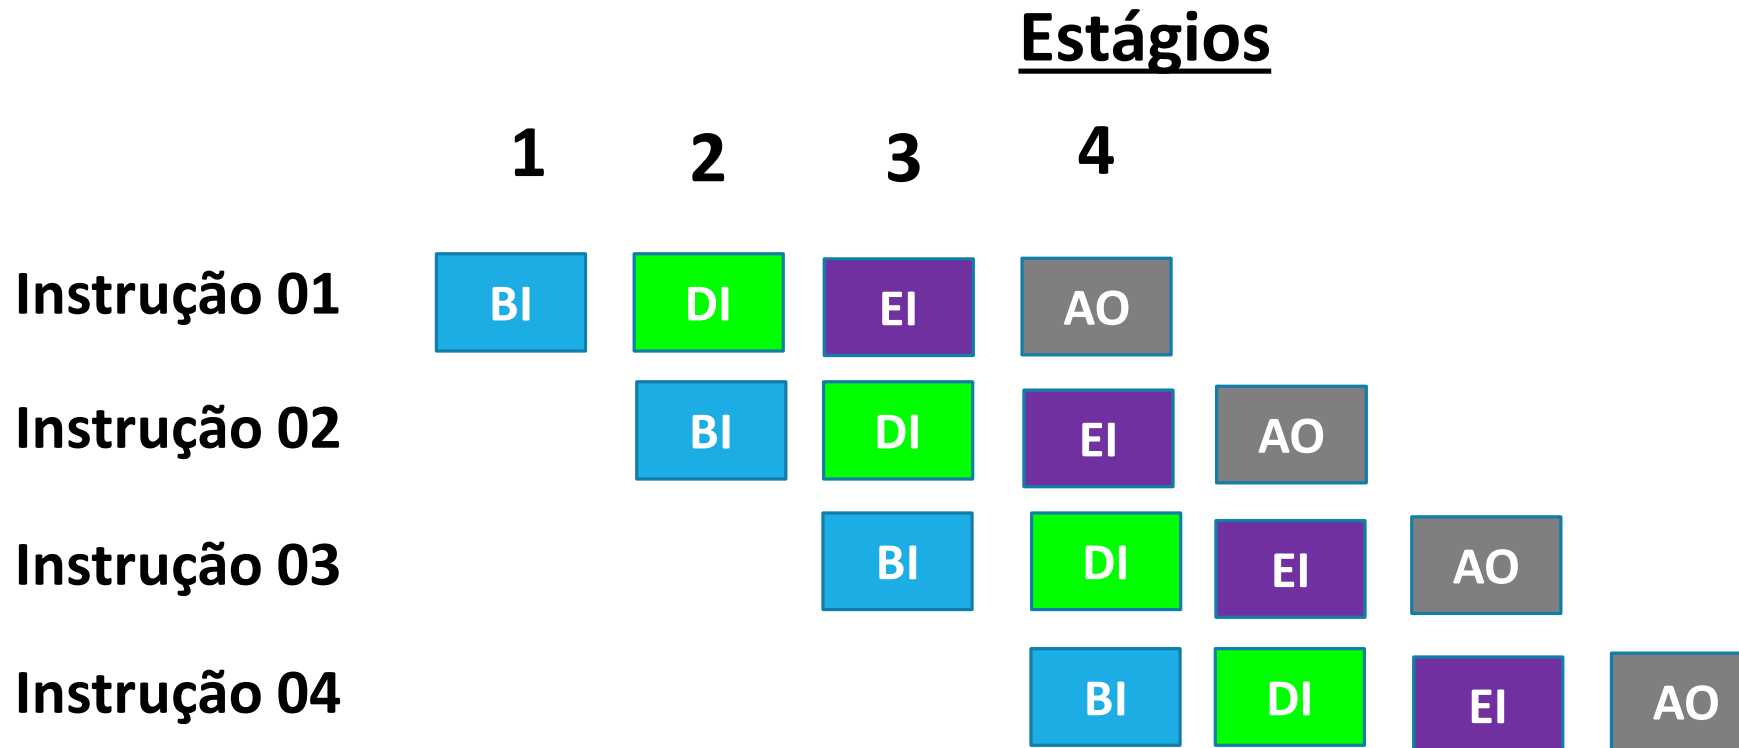 Estágios
1 2 3 4
Instrução 01 BI DI EI AO
Instrução 02 BI DI EI AO
Instrução 03 BI DI EI AO
Instrução 04 BI DI EI AO